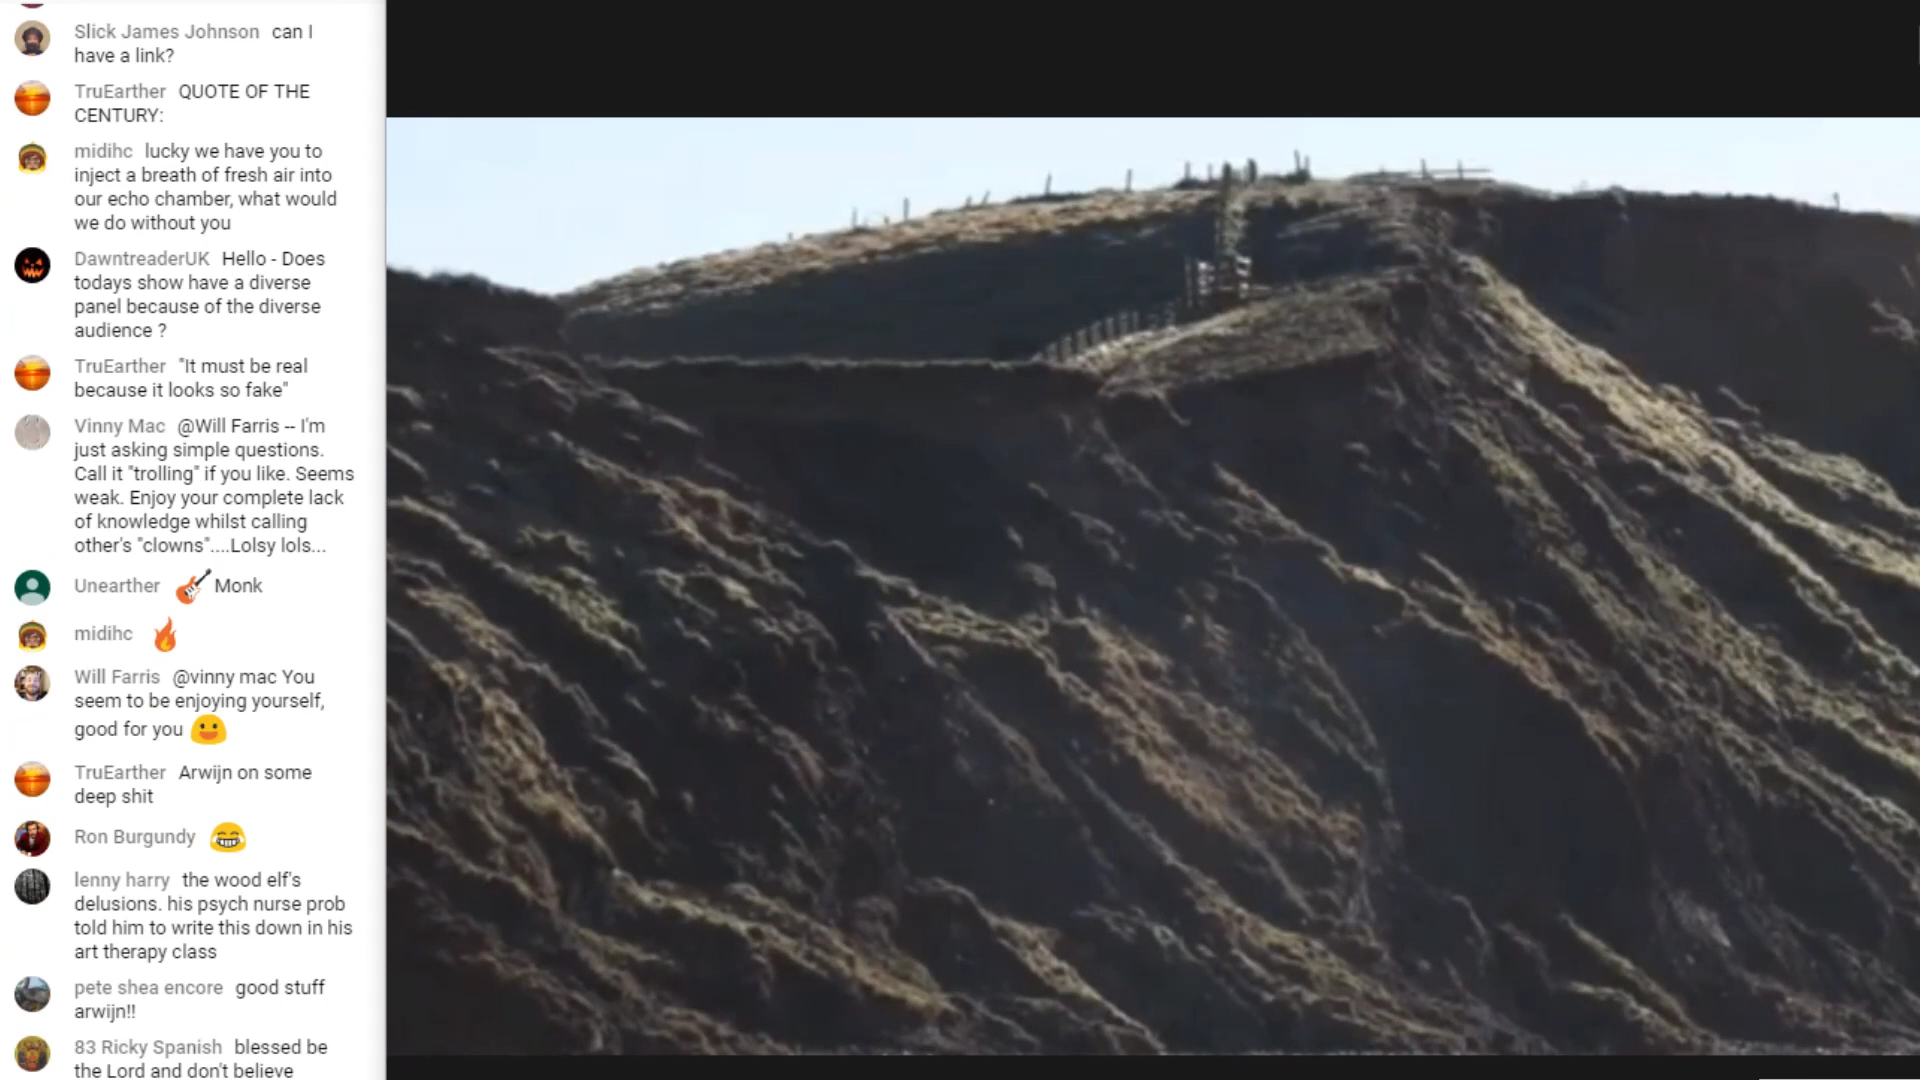 Slick James Johnson can I
have a link?
TruEarther QUOTE OF THE
CENTURY:
midihc lucky we have you to
inject a breath of fresh air into
our echo chamber, what would
we do without you
DawntreaderUK Hello - Does
todays show have a diverse
panel because of the diverse
audience ?
TruEarther "It must be real
because it looks so fake"
Vinny Mac @Will Farris -- I'm
just asking simple questions.
Call it "trolling" if you like. Seems
weak. Enjoy your complete lack
of knowledge whilst calling
other's "clowns"....Lolsy lols...
Unearther 🎸 Monk
midihc 🔥
Will Farris @vinny mac You
seem to be enjoying yourself,
good for you 😀
TruEarther Arwijn on some
deep shit
Ron Burgundy 😂
lenny harry the wood elf's
delusions. his psych nurse prob
told him to write this down in his
art therapy class
pete shea encore good stuff
arwijn!!
83 Ricky Spanish blessed be
the Lord and don't believe